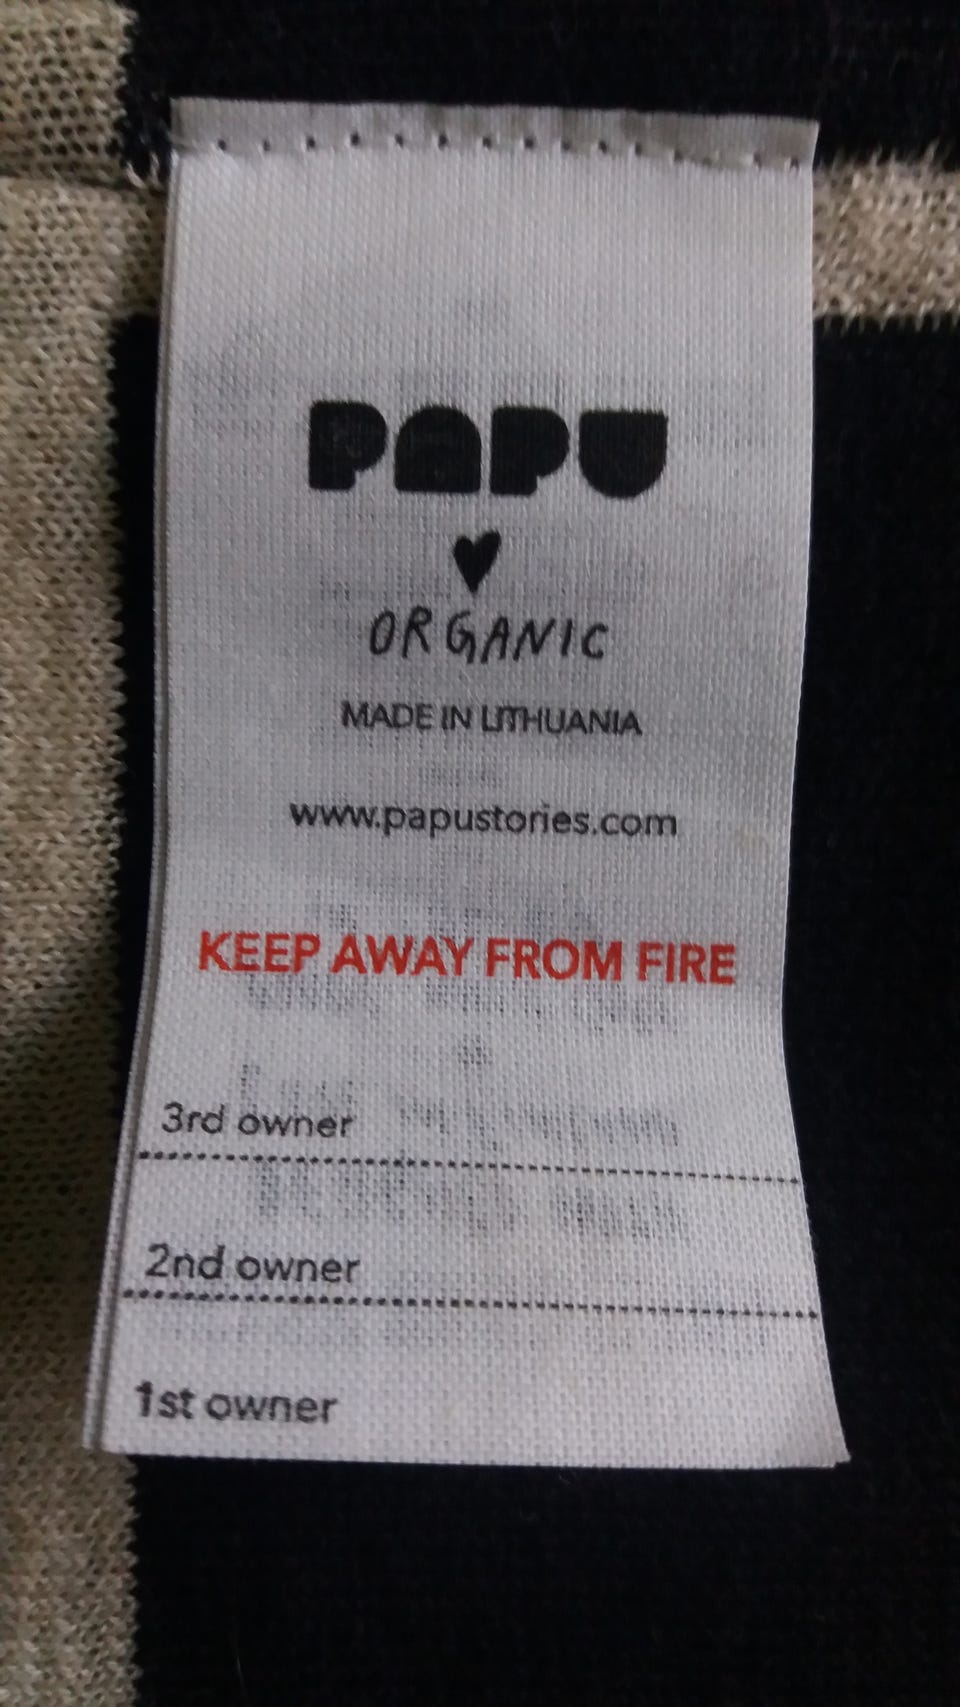 PAPU
ORGANIC
MADE IN LITHUANIA
www.papustories.com
KEEP AWAY FROM FIRE
3rd owner
2nd owner
1st owner